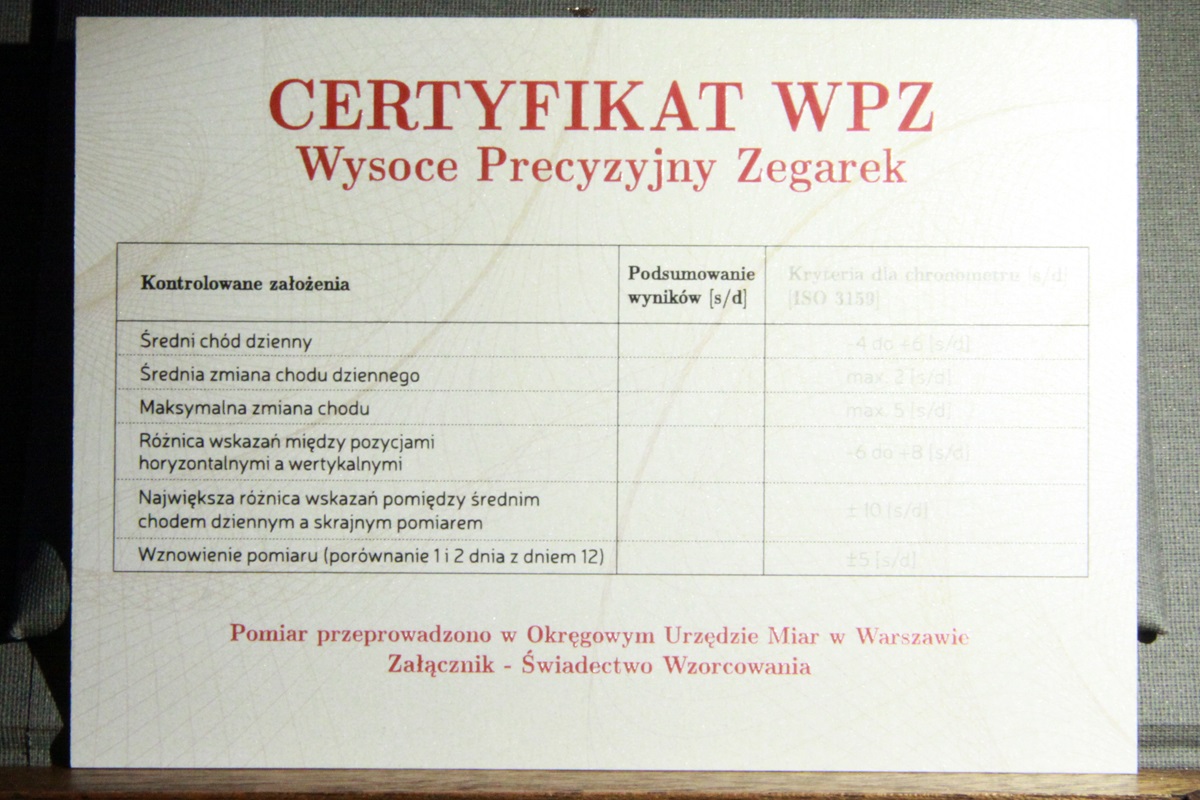 CERTYFIKAT WPZ
Wysoce Precyzyjny Zegarek
Kontrolowane założenia
Podsumowanie
wyników [s/d]
Kryteria dla chronometru [s/d]
[ISO 3159]
Średni chód dzienny
-4 do +6 [s/d]
Średnia zmiana chodu dziennego
max. 2 [s/d]
Maksymalna zmiana chodu
max. 5 [s/d]
Różnica wskazań między pozycjami
horyzontalnymi a wertykalnymi
-6 do +8 [s/d]
Największa różnica wskazań pomiędzy średnim
chodem dziennym a skrajnym pomiarem
± 10 [s/d]
Wznowienie pomiaru (porównanie 1 i 2 dnia z dniem 12)
±5 [s/d]
Pomiar przeprowadzono w Okręgowym Urzędzie Miar w Warszawie
Załącznik - Świadectwo Wzorcowania